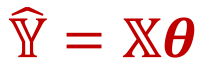 𝕐̂ = 𝕏𝜽